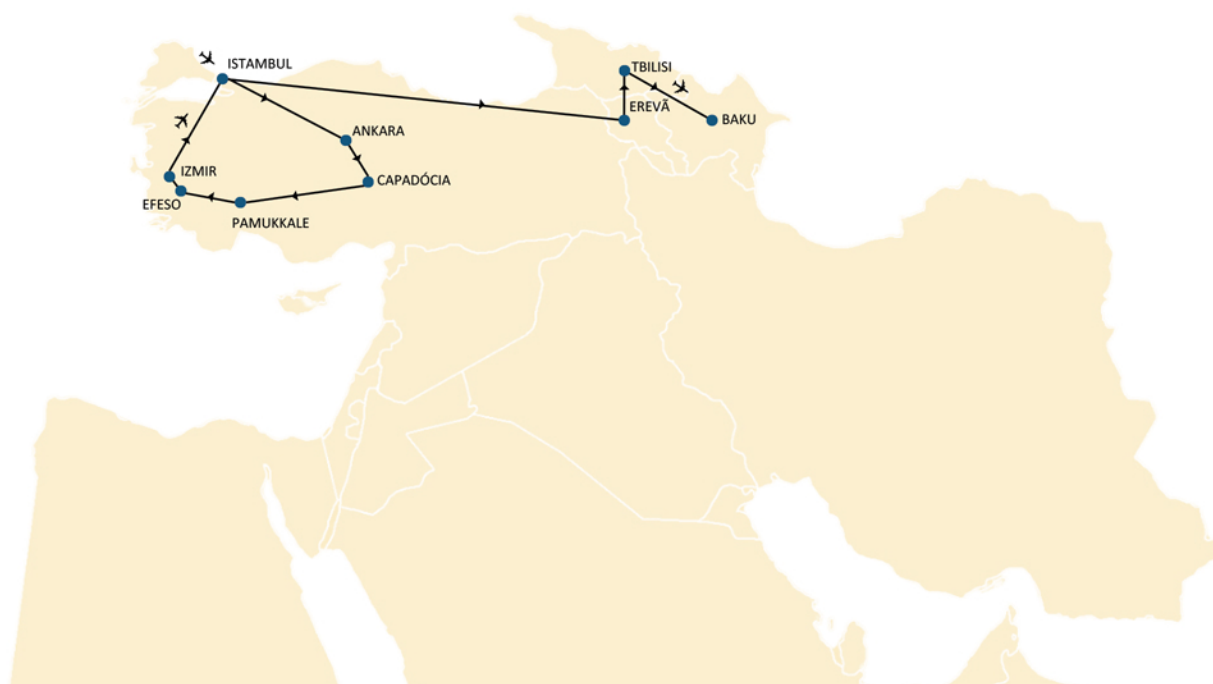 ISTAMBUL
TBILISI
EREVÃ
BAKU
ANKARA
IZMIR
CAPADÓCIA
EFESO
PAMUKKALE